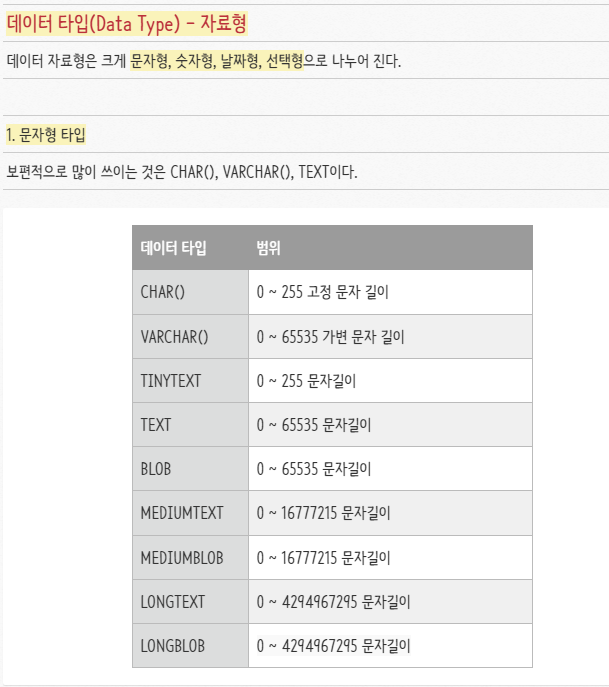 데이터 타입(Data Type) - 자료형
데이터 자료형은 크게 문자형, 숫자형, 날짜형, 선택형으로 나누어 진다.
1. 문자형 타입
보편적으로 많이 쓰이는 것은 CHAR(), VARCHAR(), TEXT이다.
데이터 타입 범위
CHAR() 0 ~ 255 고정 문자 길이
VARCHAR() 0 ~ 65535 가변 문자 길이
TINYTEXT 0 ~ 255 문자길이
TEXT 0 ~ 65535 문자길이
BLOB 0 ~ 65535 문자길이
MEDIUMTEXT 0 ~ 16777215 문자길이
MEDIUMBLOB 0 ~ 16777215 문자길이
LONGTEXT 0 ~ 4294967295 문자길이
LONGBLOB 0 ~ 4294967295 문자길이